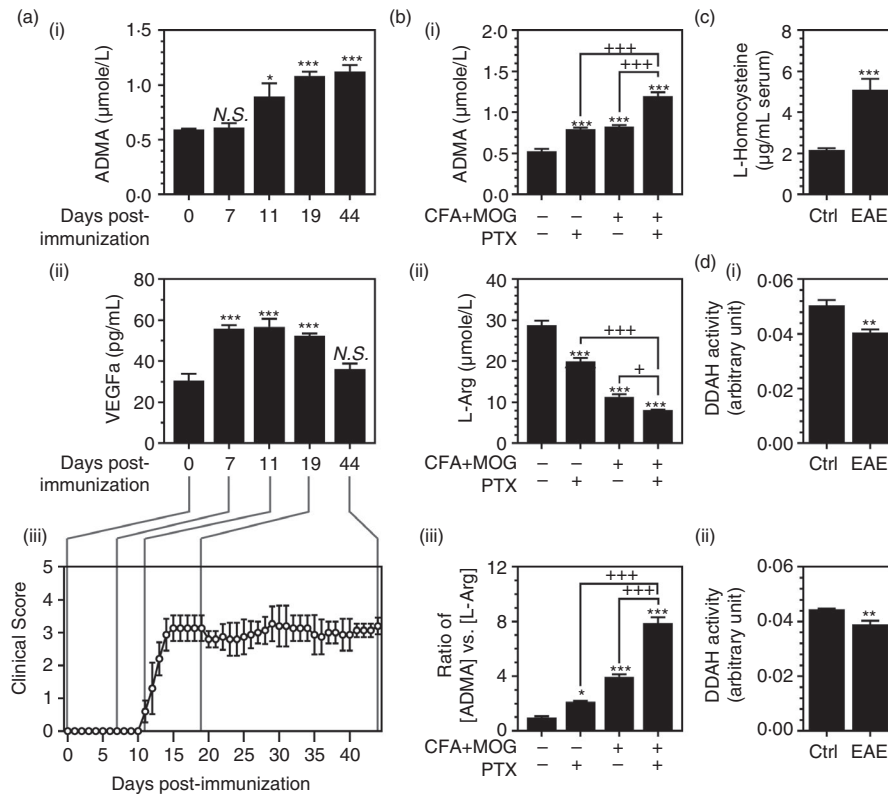 (a)
(i)
ADMA (µmole/L)
1·5
1·0
0·5
0·0
N.S.
*
***
***
Days post-immunization
0 7 11 19 44
(ii)
VEGFa (pg/mL)
80
60
40
20
0
***
***
***
N.S.
Days post-immunization
0 7 11 19 44
(iii)
Clinical Score
5
4
3
2
1
0
0 5 10 15 20 25 30 35 40
Days post-immunization
(b)
(i)
ADMA (µmole/L)
2·0
1·5
1·0
0·5
0·0
+++
+++
***
***
***
CFA+MOG – – + +
PTX – + – +
(ii)
L-Arg (µmole/L)
40
30
20
10
0
+++
+
***
***
***
CFA+MOG – – + +
PTX – + – +
(iii)
Ratio of
[ADMA] vs. [L-Arg]
12
8
4
0
+++
+++
*
***
***
CFA+MOG – – + +
PTX – + – +
(c)
L-Homocysteine
(µg/mL serum)
8
6
4
2
0
***
Ctrl EAE
(d)
(i)
DDAH activity
(arbitrary unit)
0·06
0·04
0·02
0·00
**
Ctrl EAE
(ii)
DDAH activity
(arbitrary unit)
0·06
0·04
0·02
0·00
**
Ctrl EAE